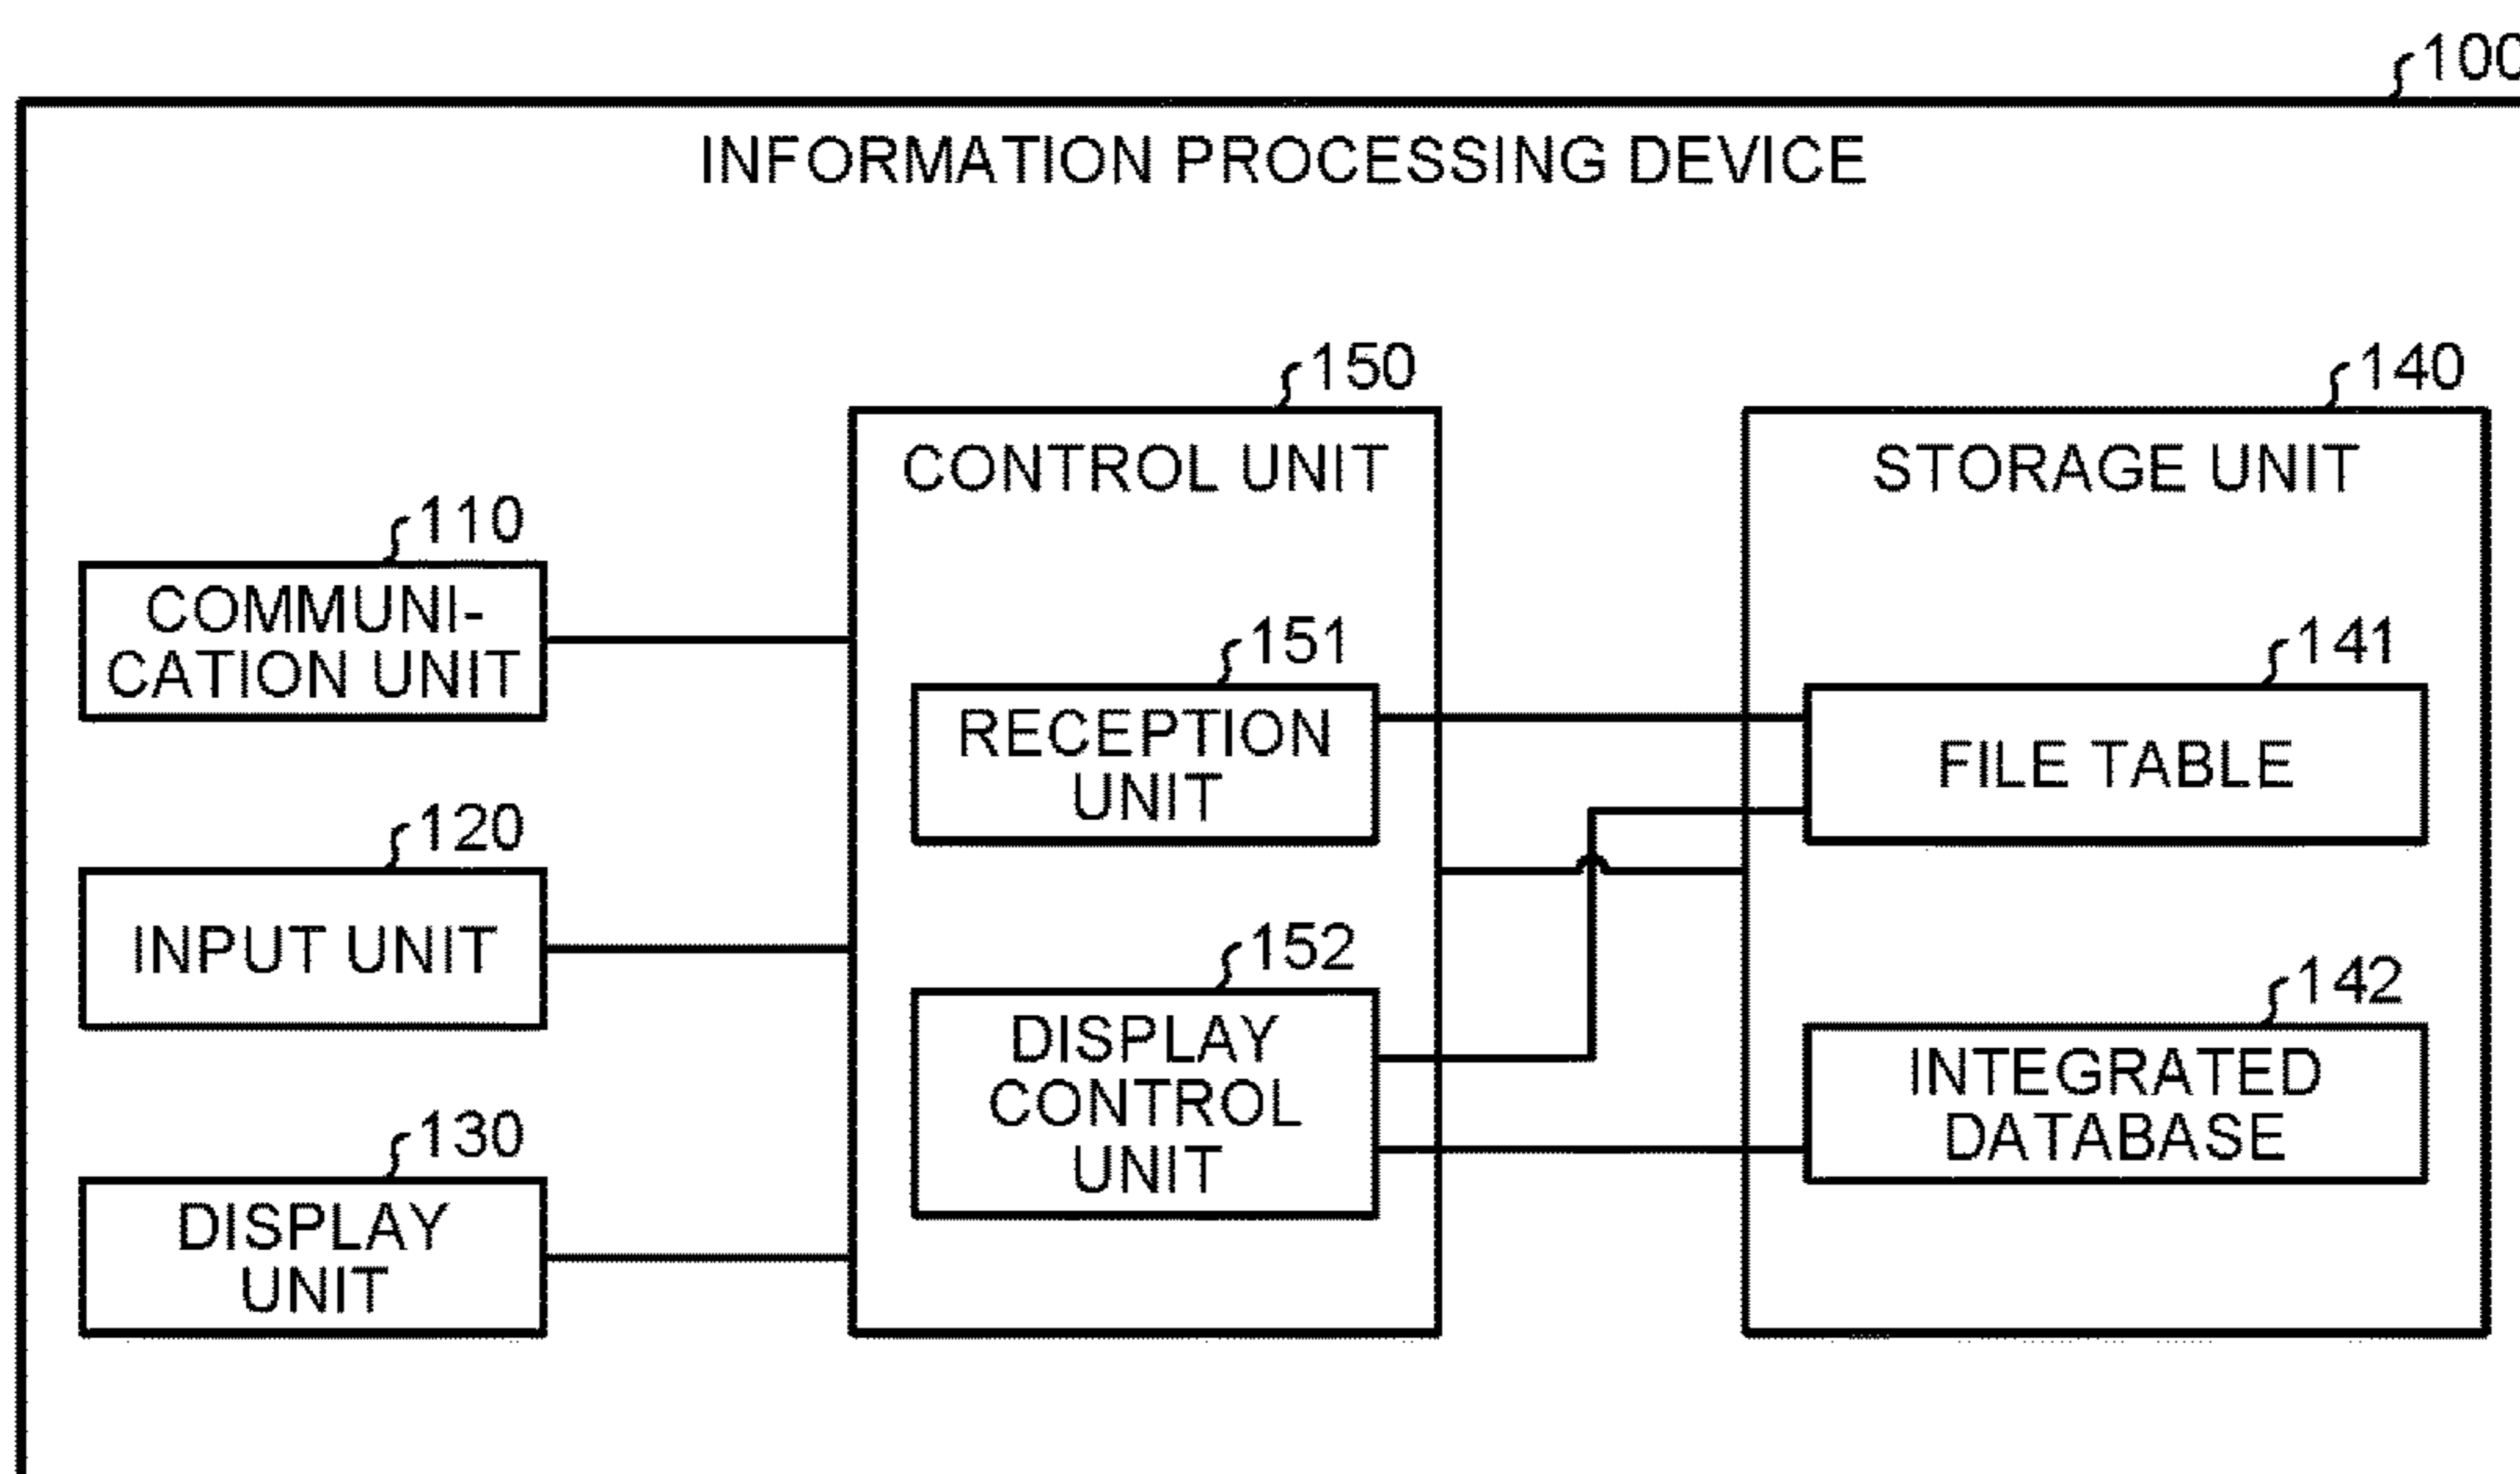 100
INFORMATION PROCESSING DEVICE
150
CONTROL UNIT
140
STORAGE UNIT
110
COMMUNI-
CATION UNIT
151
RECEPTION
UNIT
141
FILE TABLE
120
INPUT UNIT
152
DISPLAY
CONTROL
UNIT
142
INTEGRATED
DATABASE
130
DISPLAY
UNIT